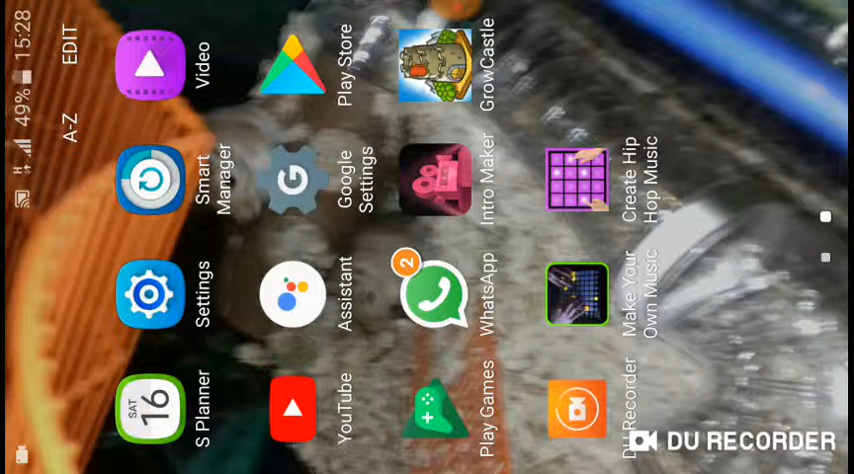 49% 15:28
A-Z EDIT
S Planner
Settings
Smart
Manager
Video
SAT
16
YouTube
Assistant
Google
Settings
Play Store
G
Play Games
WhatsApp
2
Intro Maker
GrowCastle
DU Recorder
Make Your
Own Music
Create Hip
Hop Music
DU RECORDER